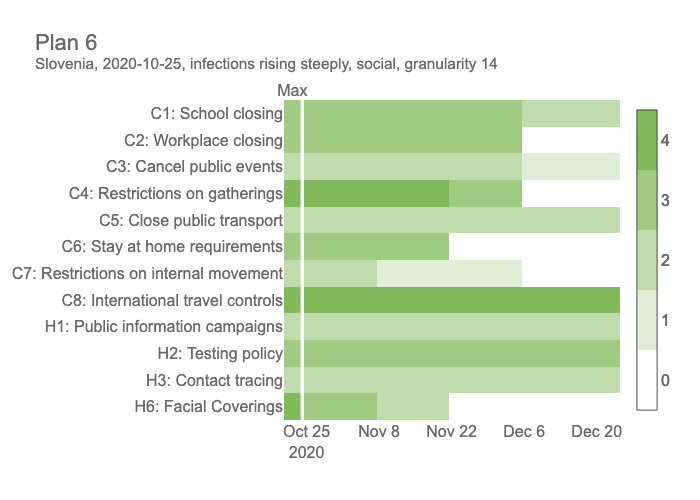 Plan 6
Slovenia, 2020-10-25, infections rising steeply, social, granularity 14
Max
C1: School closing
C2: Workplace closing
C3: Cancel public events
C4: Restrictions on gatherings
C5: Close public transport
C6: Stay at home requirements
C7: Restrictions on internal movement
C8: International travel controls
H1: Public information campaigns
H2: Testing policy
H3: Contact tracing
H6: Facial Coverings
Oct 25 Nov 8 Nov 22 Dec 6 Dec 20
2020
4
3
2
1
0